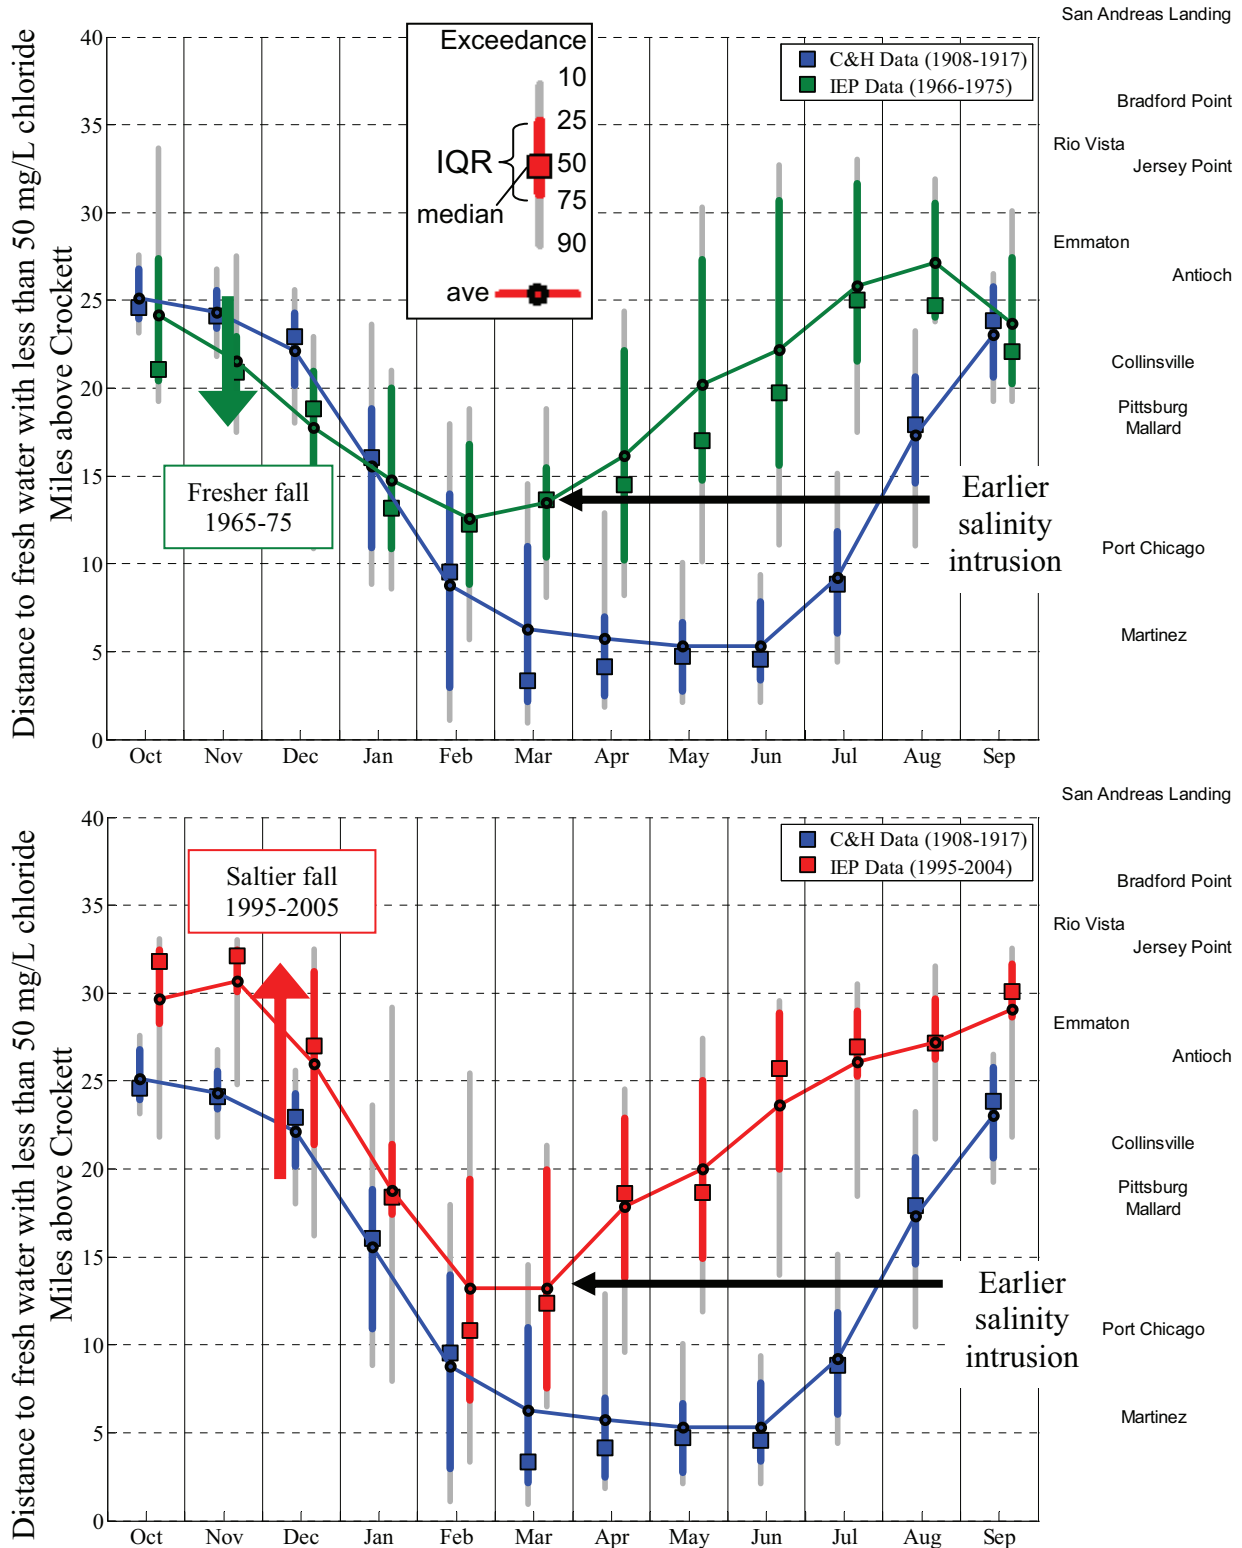 San Andreas Landing
40
Exceedance
10
25
IQR
50
median
75
90
ave
C&H Data (1908-1917)
IEP Data (1966-1975)
Bradford Point
35
Rio Vista
Jersey Point
30
Emmaton
Antioch
25
Collinsville
20
Pittsburg
Mallard
15
Fresher fall
1965-75
Earlier
salinity
intrusion
Port Chicago
10
Martinez
5
0
Oct Nov Dec Jan Feb Mar Apr May Jun Jul Aug Sep
Distance to fresh water with less than 50 mg/L chloride
Miles above Crockett
San Andreas Landing
40
C&H Data (1908-1917)
IEP Data (1995-2004)
Saltier fall
1995-2005
Bradford Point
35
Rio Vista
Jersey Point
30
Emmaton
Antioch
25
Collinsville
20
Pittsburg
Mallard
15
Earlier
salinity
intrusion
Port Chicago
10
Martinez
5
0
Oct Nov Dec Jan Feb Mar Apr May Jun Jul Aug Sep
Distance to fresh water with less than 50 mg/L chloride
Miles above Crockett